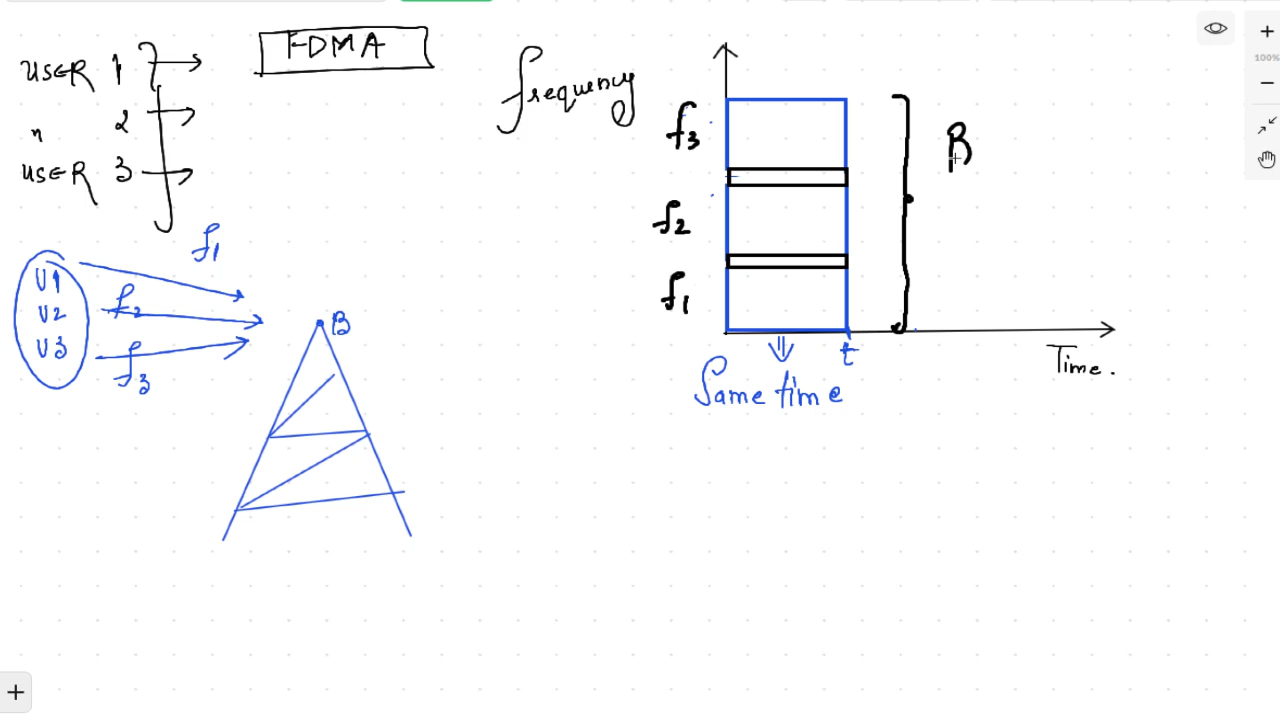 FDMA
USER 1
" 2
USER 3
f1
U1
U2
U3
f2
f3
B
frequency
f3
f2
f1
B
t
Time.
Same time
100%